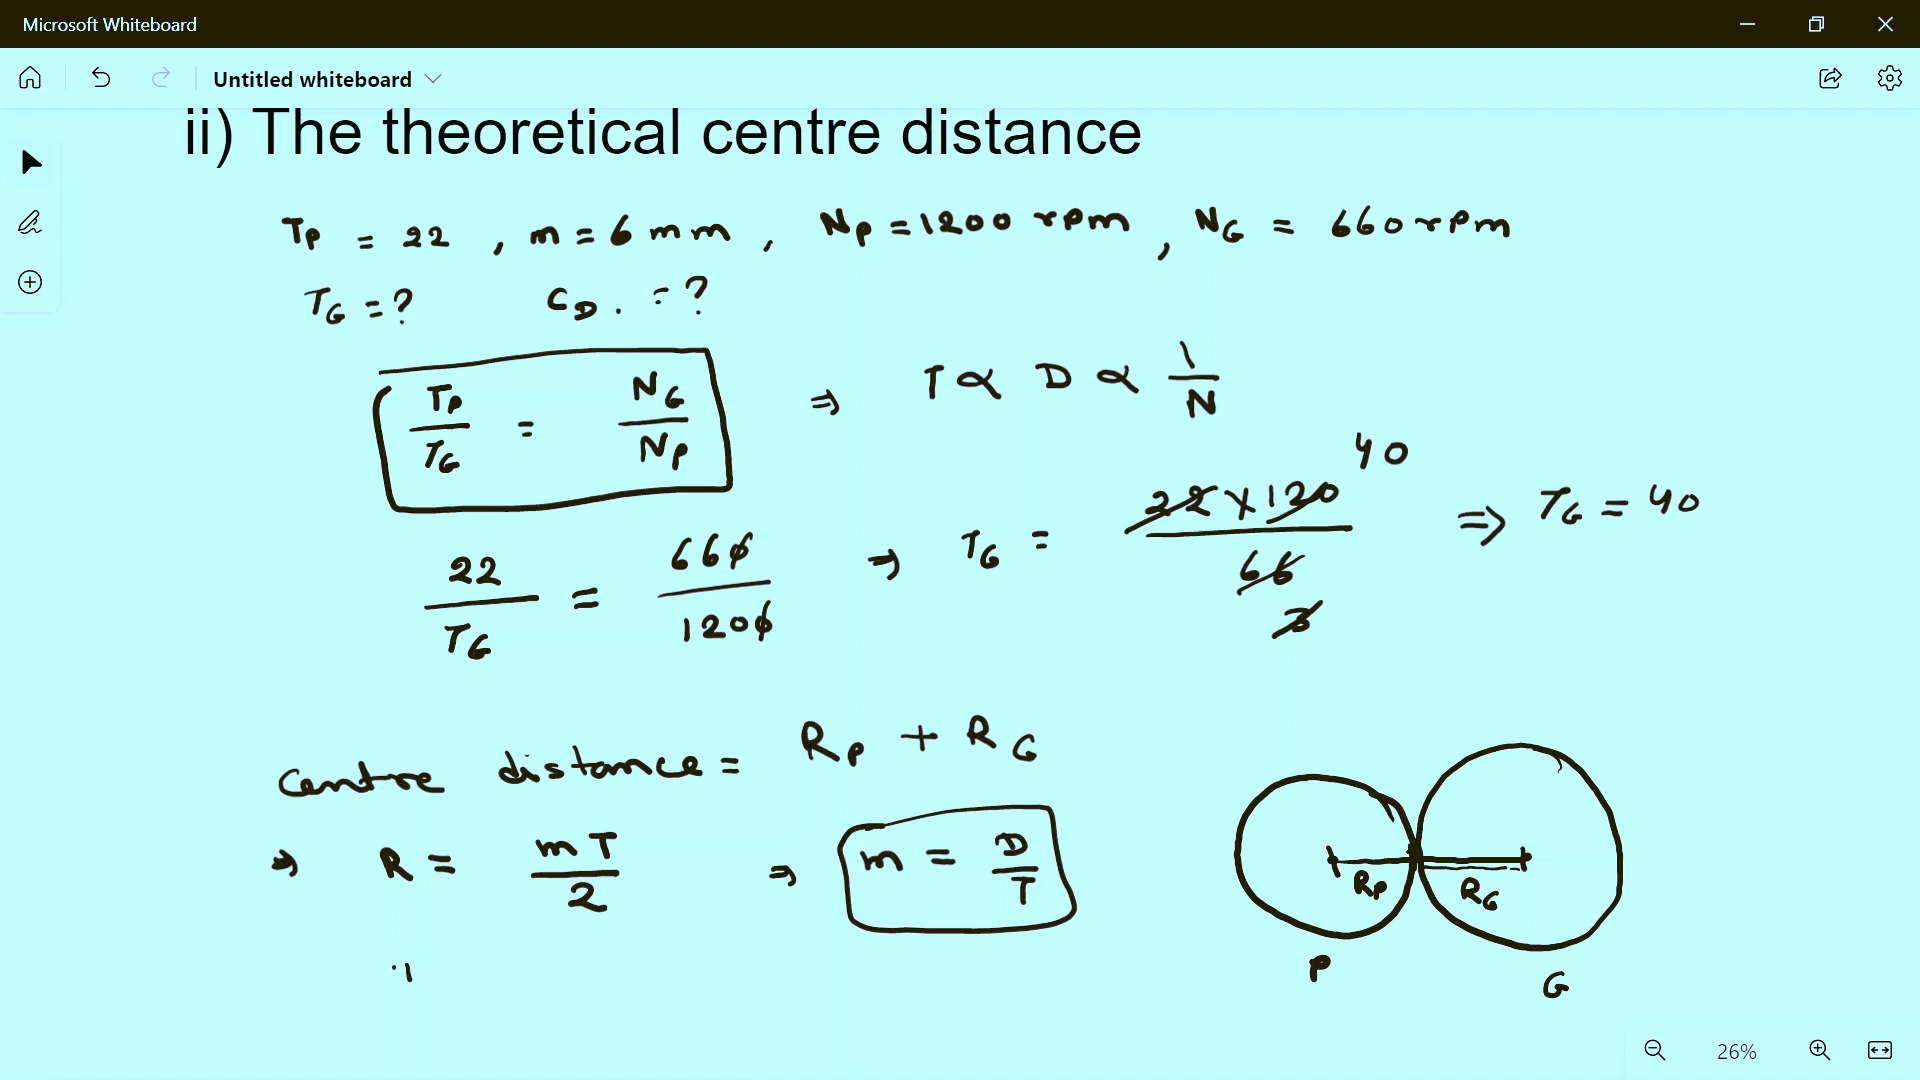 Microsoft Whiteboard
Untitled whiteboard
ii) The theoretical centre distance
Tp = 22 , m = 6 mm , Np = 1200 rpm , NG = 660 rpm
TG = ? CD. = ?
Tp/TG = NG/Np ⇒ T ∝ D ∝ 1/N
22/TG = 660/1200 ⇒ TG = 22 x 120/66 40 3 ⇒ TG = 40
Centre distance = Rp + RG
⇒ R = mT/2 ⇒ m = D/T
Rp RG
P
G
26%